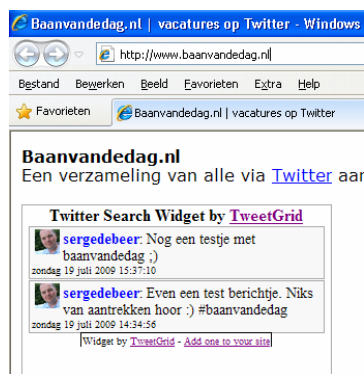 Baanvandedag.nl | vacatures op Twitter - Windows
http://www.baanvandedag.nl
Bestand Bewerken Beeld Favorieten Extra Help
Favorieten Baanvandedag.nl | vacatures op Twitter
Baanvandedag.nl
Een verzameling van alle via Twitter aan
Twitter Search Widget by TweetGrid
sergedebeer: Nog een testje met
baanvandedag ;)
zondag 19 juli 2009 15:37:10
sergedebeer: Even een test berichtje. Niks
van aantrekken hoor :) #baanvandedag
zondag 19 juli 2009 14:34:56
Widget by TweetGrid - Add one to your site